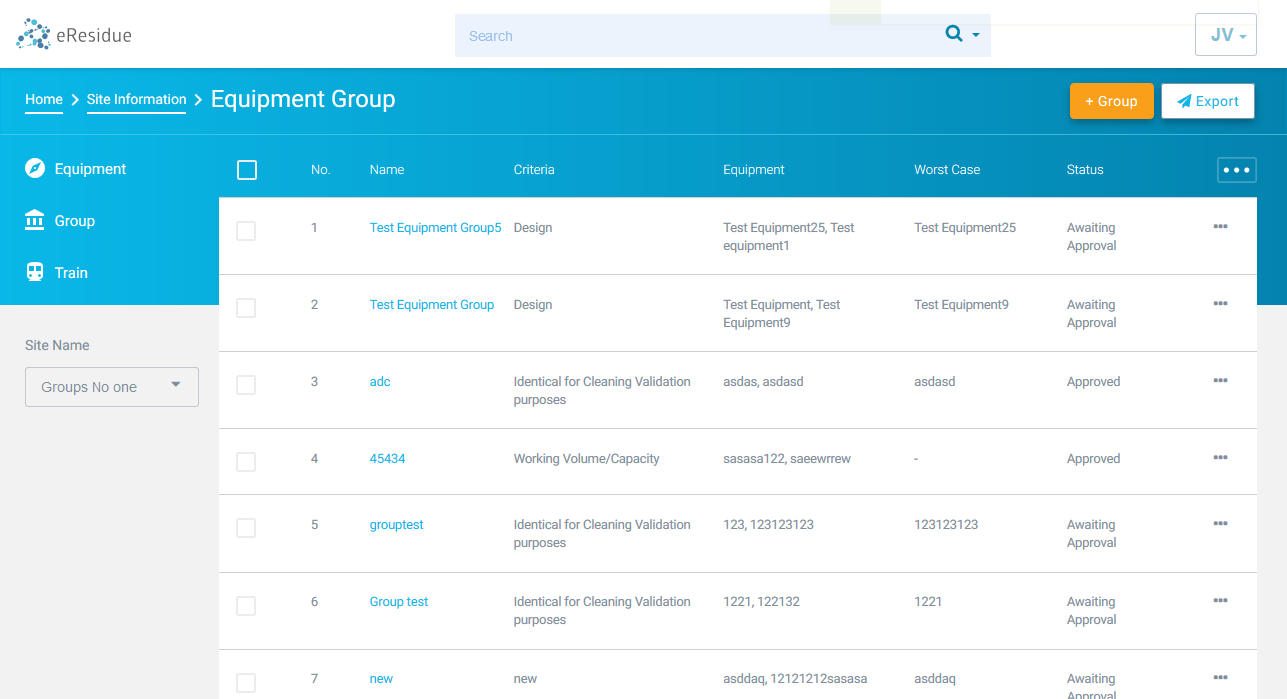 eResidue
Search
JV
Home
Site Information
Equipment Group
+ Group
Export
Equipment
Group
Train
Site Name
Groups No one
No. Name Criteria Equipment Worst Case Status
1 Test Equipment Group5 Design Test Equipment25, Test Test Equipment25 Awaiting
equipment1 Approval
2 Test Equipment Group Design Test Equipment, Test Test Equipment9 Awaiting
Equipment9 Approval
3 adc Identical for Cleaning Validation asdas, asdasd asdasd Approved
purposes
4 45434 Working Volume/Capacity sasasa122, saeewrrew - Approved
5 grouptest Identical for Cleaning Validation 123, 123123123 123123123 Awaiting
purposes Approval
6 Group test Identical for Cleaning Validation 1221, 122132 1221 Awaiting
purposes Approval
7 new new asddaq, 12121212sasasa asddaq Awaiting
Approval